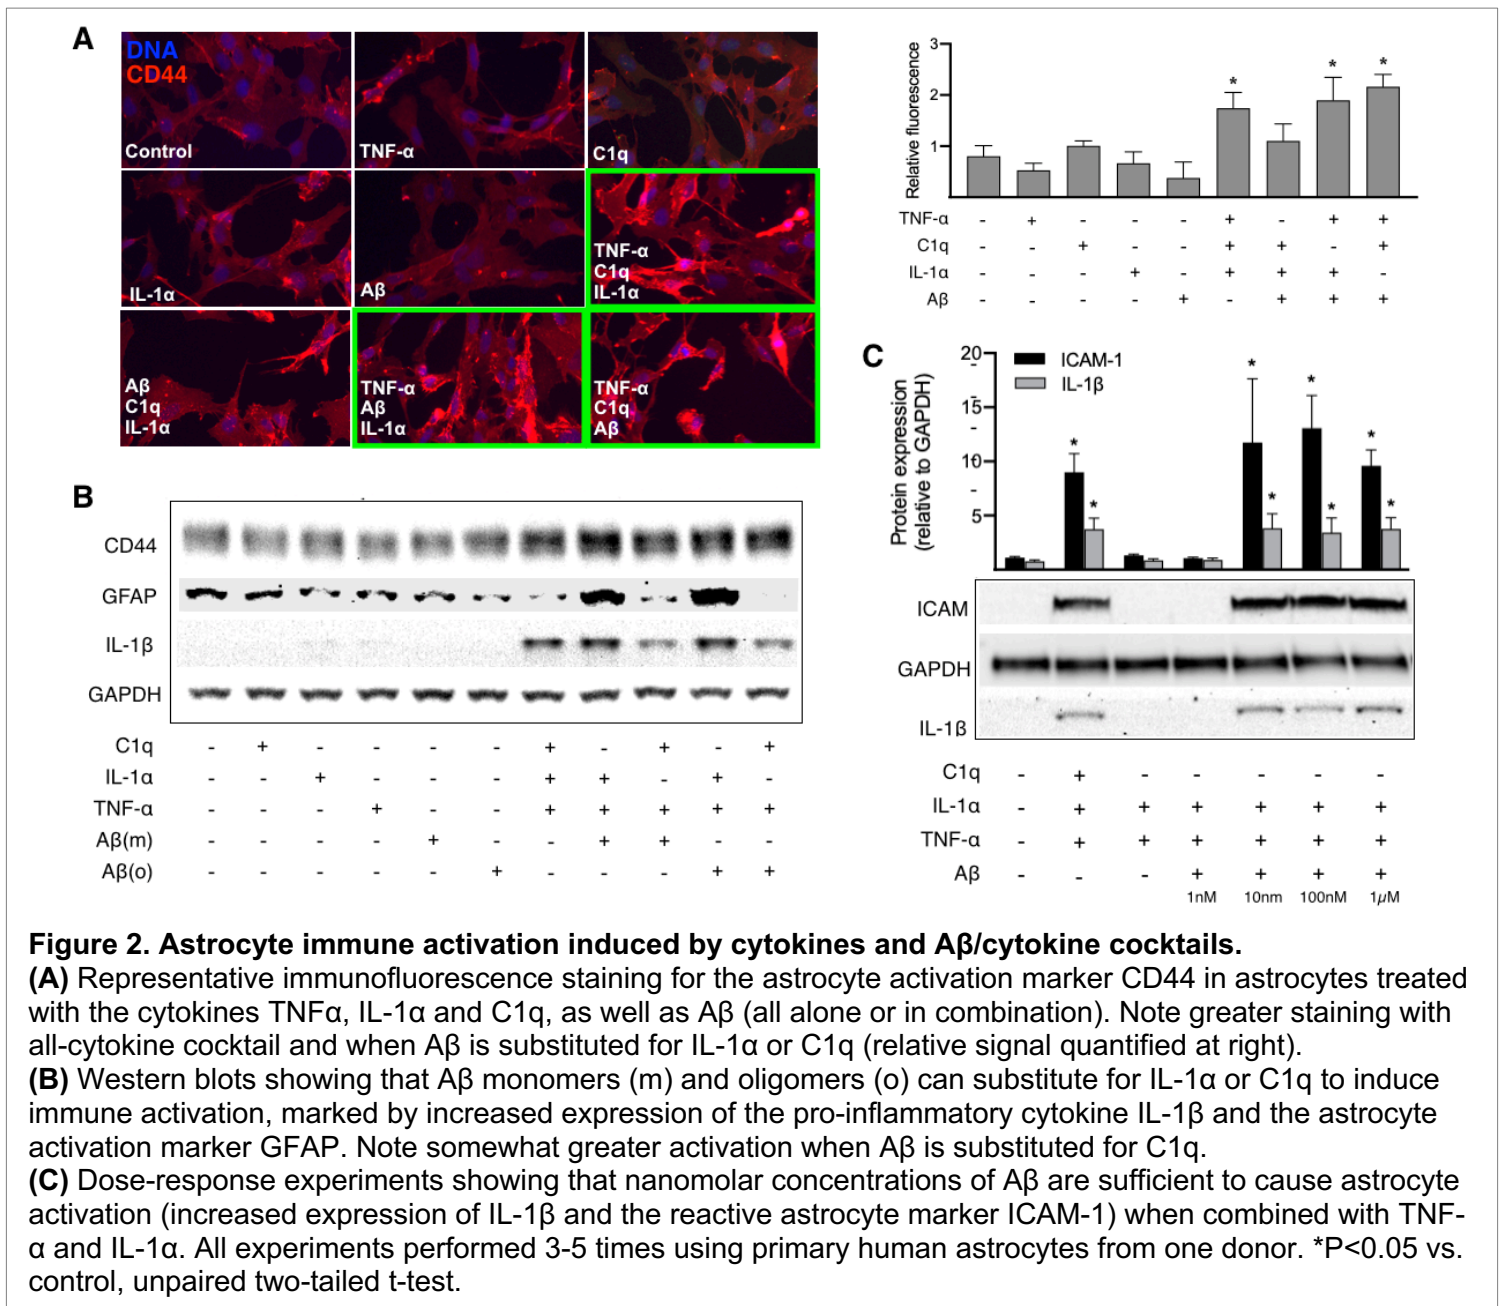 A
DNA
CD44
Control
TNF-α
C1q
IL-1α
Aβ
TNF-α
C1q
IL-1α
Aβ
C1q
IL-1α
TNF-α
Aβ
IL-1α
TNF-α
C1q
Aβ
Relative fluorescence
3
2
1
* * *
TNF-α - + - - - + - + +
C1q - - + - - + + - +
IL-1α - - - + - + + + -
Aβ - - - - + - + + +
B
CD44
GFAP
IL-1β
GAPDH
C1q - + - - - - + - + - +
IL-1α - - + - - - + + - + -
TNF-α - - - + - - + + + + +
Aβ(m) - - - - + - - + + - -
Aβ(o) - - - - - + - - - + +
C
Protein expression
(relative to GAPDH)
20
15
10
5
ICAM-1
IL-1β
* * * * * * * *
ICAM
GAPDH
IL-1β
C1q - + - - - - -
IL-1α - + + + + + +
TNF-α - + + + + + +
Aβ - - - + + + +
1nM 10nm 100nM 1µM
Figure 2. Astrocyte immune activation induced by cytokines and Aβ/cytokine cocktails.
(A) Representative immunofluorescence staining for the astrocyte activation marker CD44 in astrocytes treated
with the cytokines TNFα, IL-1α and C1q, as well as Aβ (all alone or in combination). Note greater staining with
all-cytokine cocktail and when Aβ is substituted for IL-1α or C1q (relative signal quantified at right).
(B) Western blots showing that Aβ monomers (m) and oligomers (o) can substitute for IL-1α or C1q to induce
immune activation, marked by increased expression of the pro-inflammatory cytokine IL-1β and the astrocyte
activation marker GFAP. Note somewhat greater activation when Aβ is substituted for C1q.
(C) Dose-response experiments showing that nanomolar concentrations of Aβ are sufficient to cause astrocyte
activation (increased expression of IL-1β and the reactive astrocyte marker ICAM-1) when combined with TNF-
α and IL-1α. All experiments performed 3-5 times using primary human astrocytes from one donor. *P<0.05 vs.
control, unpaired two-tailed t-test.